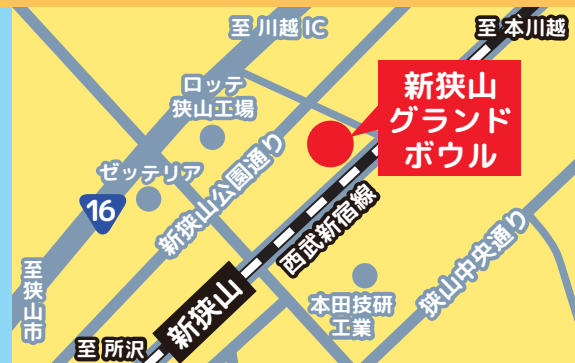 至 川越 IC
至 本川越
ロッテ
狭山工場
新狭山
グランド
ボウル
ゼッテリア
16
新狭山公園通り
西武新宿線
至狭山市
新狭山
本田技研
工業
狭山中央通り
至 所沢